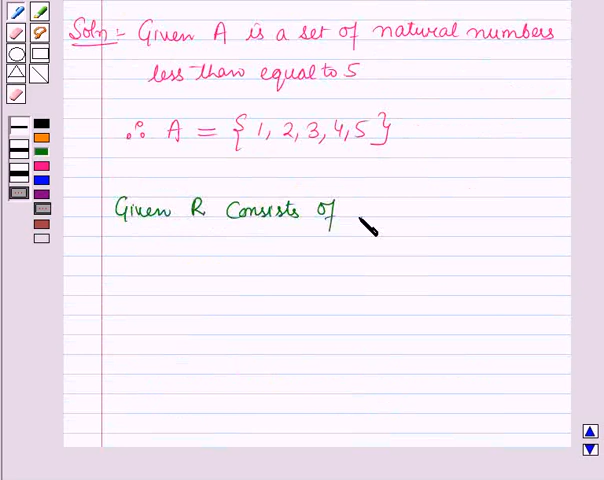 Soln :- Given A is a set of natural numbers
less than equal to 5
∴ A = {1, 2, 3, 4, 5}
Given R Consists of